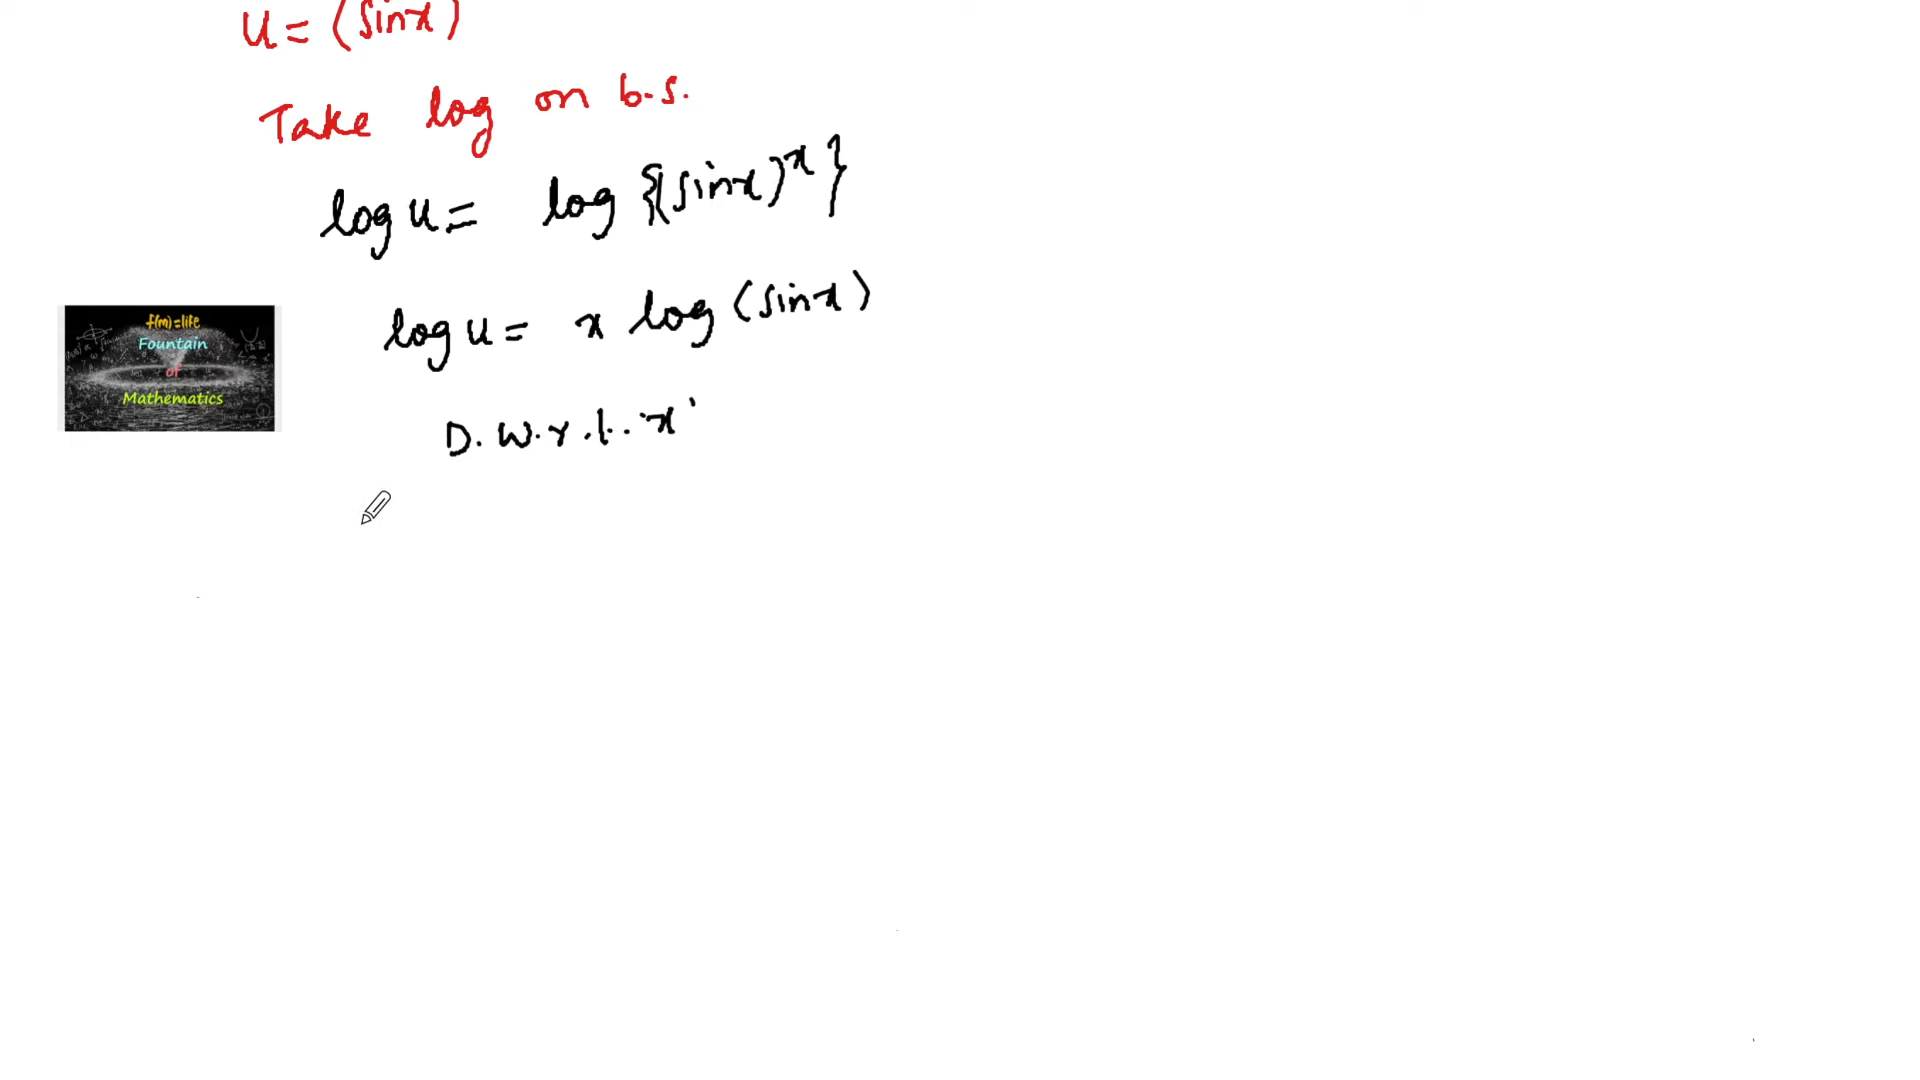 u = (sinx)
Take log on b.s.
log u = log {(sinx)^x}
log u = x log (sinx)
D. w. r. t. 'x'
f(m)=life
Fountain
of
Mathematics